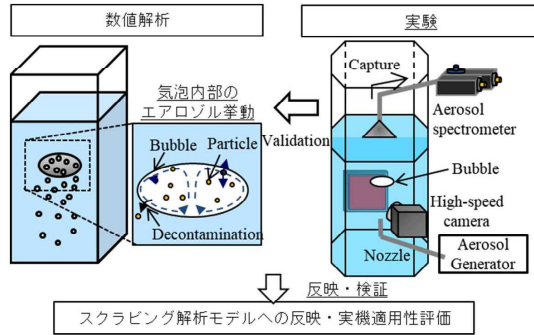 数値解析
実験
Capture
気泡内部の
エアロゾル挙動
Aerosol
spectrometer
Validation
Bubble
Particle
Bubble
High-speed
camera
Decontamination
Nozzle
Aerosol
Generator
反映・検証
スクラビング解析モデルへの反映・実機適用性評価